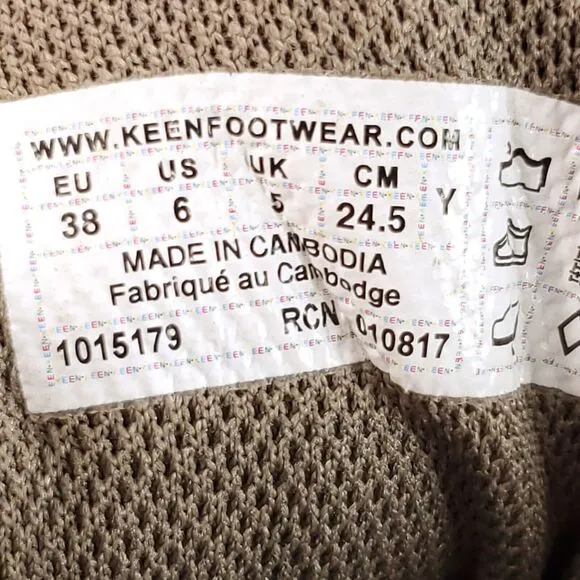 WWW.KEENFOOTWEAR.COM
EU US UK CM
38 6 5 24.5 Y
MADE IN CAMBODIA
Fabriqué au Cambodge
1015179 RCN 010817